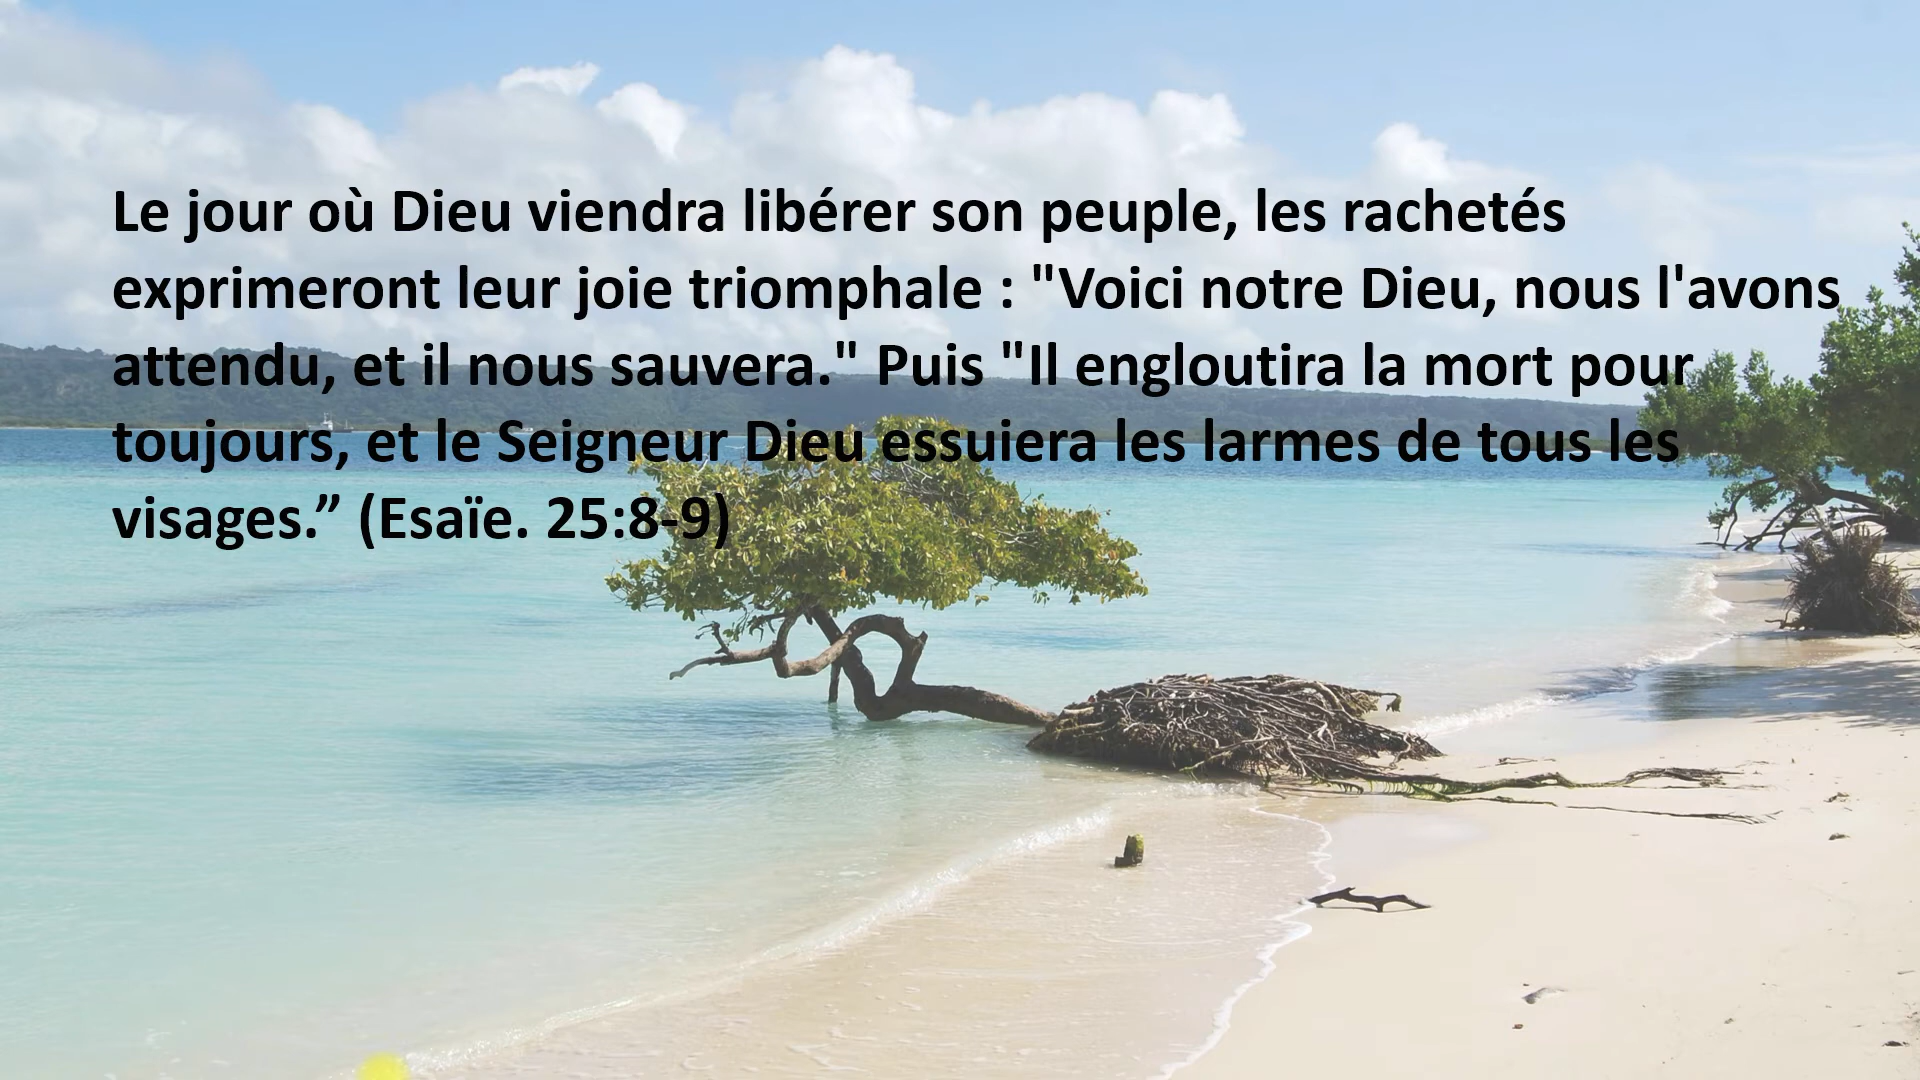 Le jour où Dieu viendra libérer son peuple, les rachetés
exprimeront leur joie triomphale : "Voici notre Dieu, nous l'avons
attendu, et il nous sauvera." Puis "Il engloutira la mort pour
toujours, et le Seigneur Dieu essuiera les larmes de tous les
visages.” (Esaïe. 25:8-9)